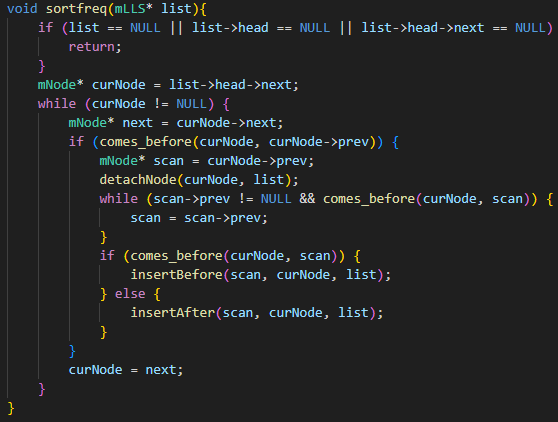 void sortfreq(mLLS* list){
    if (list == NULL || list->head == NULL || list->head->next == NULL)
        return;
    }
    mNode* curNode = list->head->next;
    while (curNode != NULL) {
        mNode* next = curNode->next;
        if (comes_before(curNode, curNode->prev)) {
            mNode* scan = curNode->prev;
            detachNode(curNode, list);
            while (scan->prev != NULL && comes_before(curNode, scan)) {
                scan = scan->prev;
            }
            if (comes_before(curNode, scan)) {
                insertBefore(scan, curNode, list);
            } else {
                insertAfter(scan, curNode, list);
            }
        }
        curNode = next;
    }
}